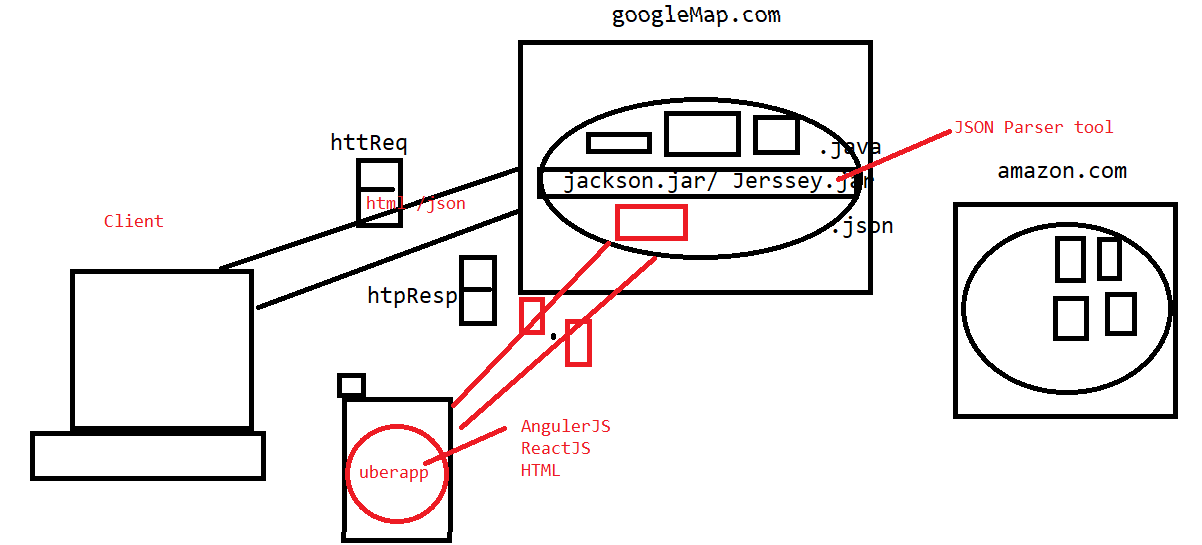 googleMap.com
JSON Parser tool
httReq
.java
amazon.com
jackson.jar/ Jerssey.jar
html /json
Client
.json
htpResp
.
AngulerJS
ReactJS
HTML
uberapp